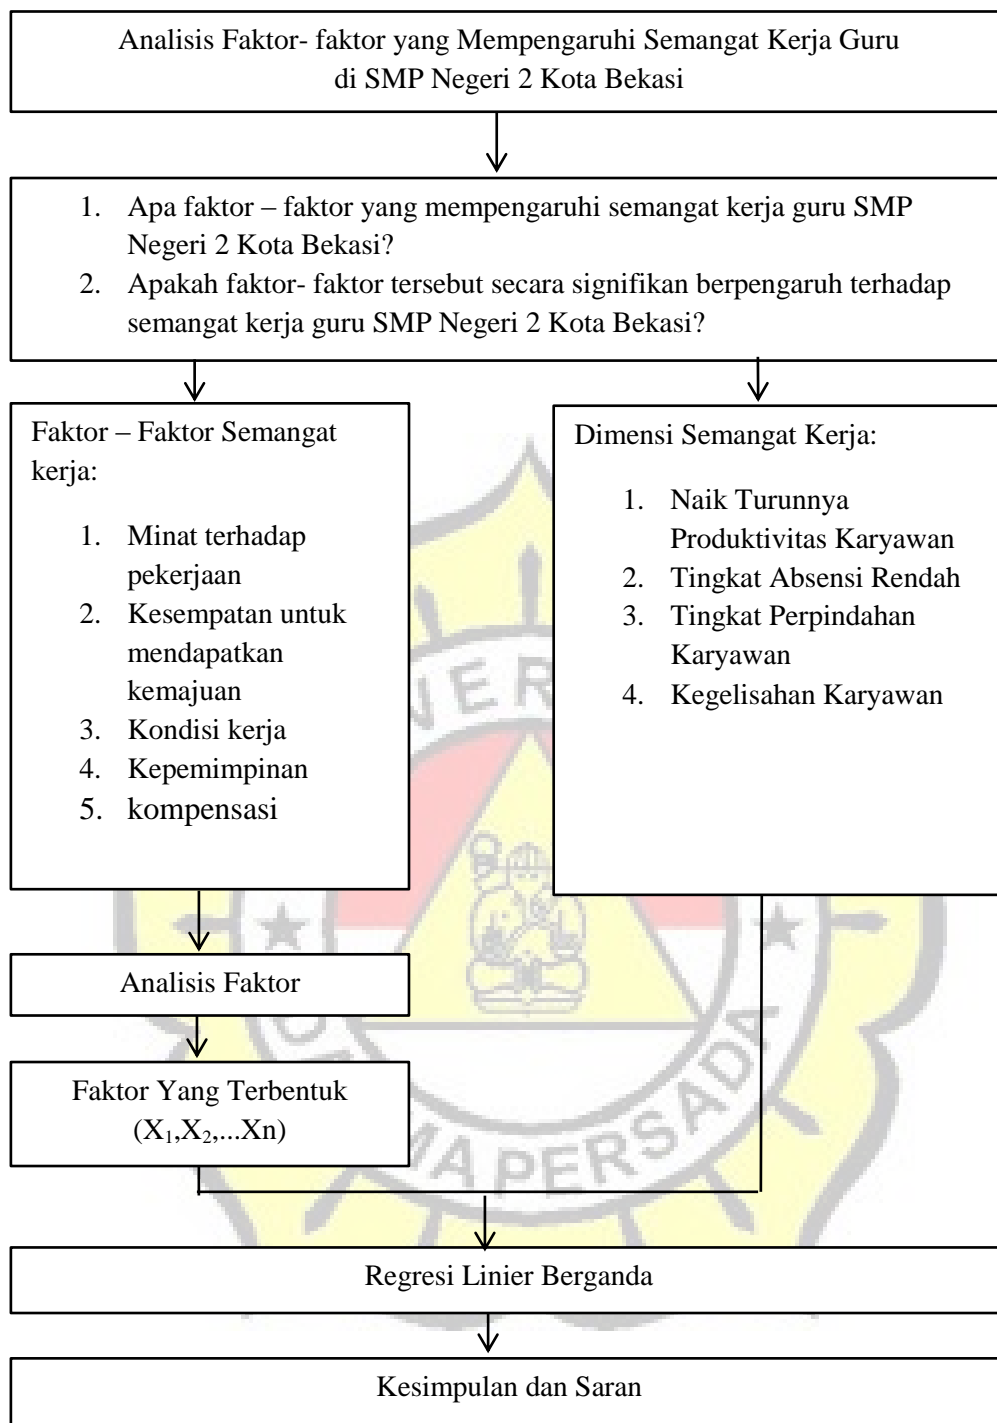 Analisis Faktor- faktor yang Mempengaruhi Semangat Kerja Guru
di SMP Negeri 2 Kota Bekasi
1. Apa faktor – faktor yang mempengaruhi semangat kerja guru SMP
Negeri 2 Kota Bekasi?
2. Apakah faktor- faktor tersebut secara signifikan berpengaruh terhadap
semangat kerja guru SMP Negeri 2 Kota Bekasi?
Faktor – Faktor Semangat
kerja:
1. Minat terhadap
pekerjaan
2. Kesempatan untuk
mendapatkan
kemajuan
3. Kondisi kerja
4. Kepemimpinan
5. kompensasi
Dimensi Semangat Kerja:
1. Naik Turunnya
Produktivitas Karyawan
2. Tingkat Absensi Rendah
3. Tingkat Perpindahan
Karyawan
4. Kegelisahan Karyawan
Analisis Faktor
Faktor Yang Terbentuk
(X₁,X₂,...Xn)
Regresi Linier Berganda
Kesimpulan dan Saran